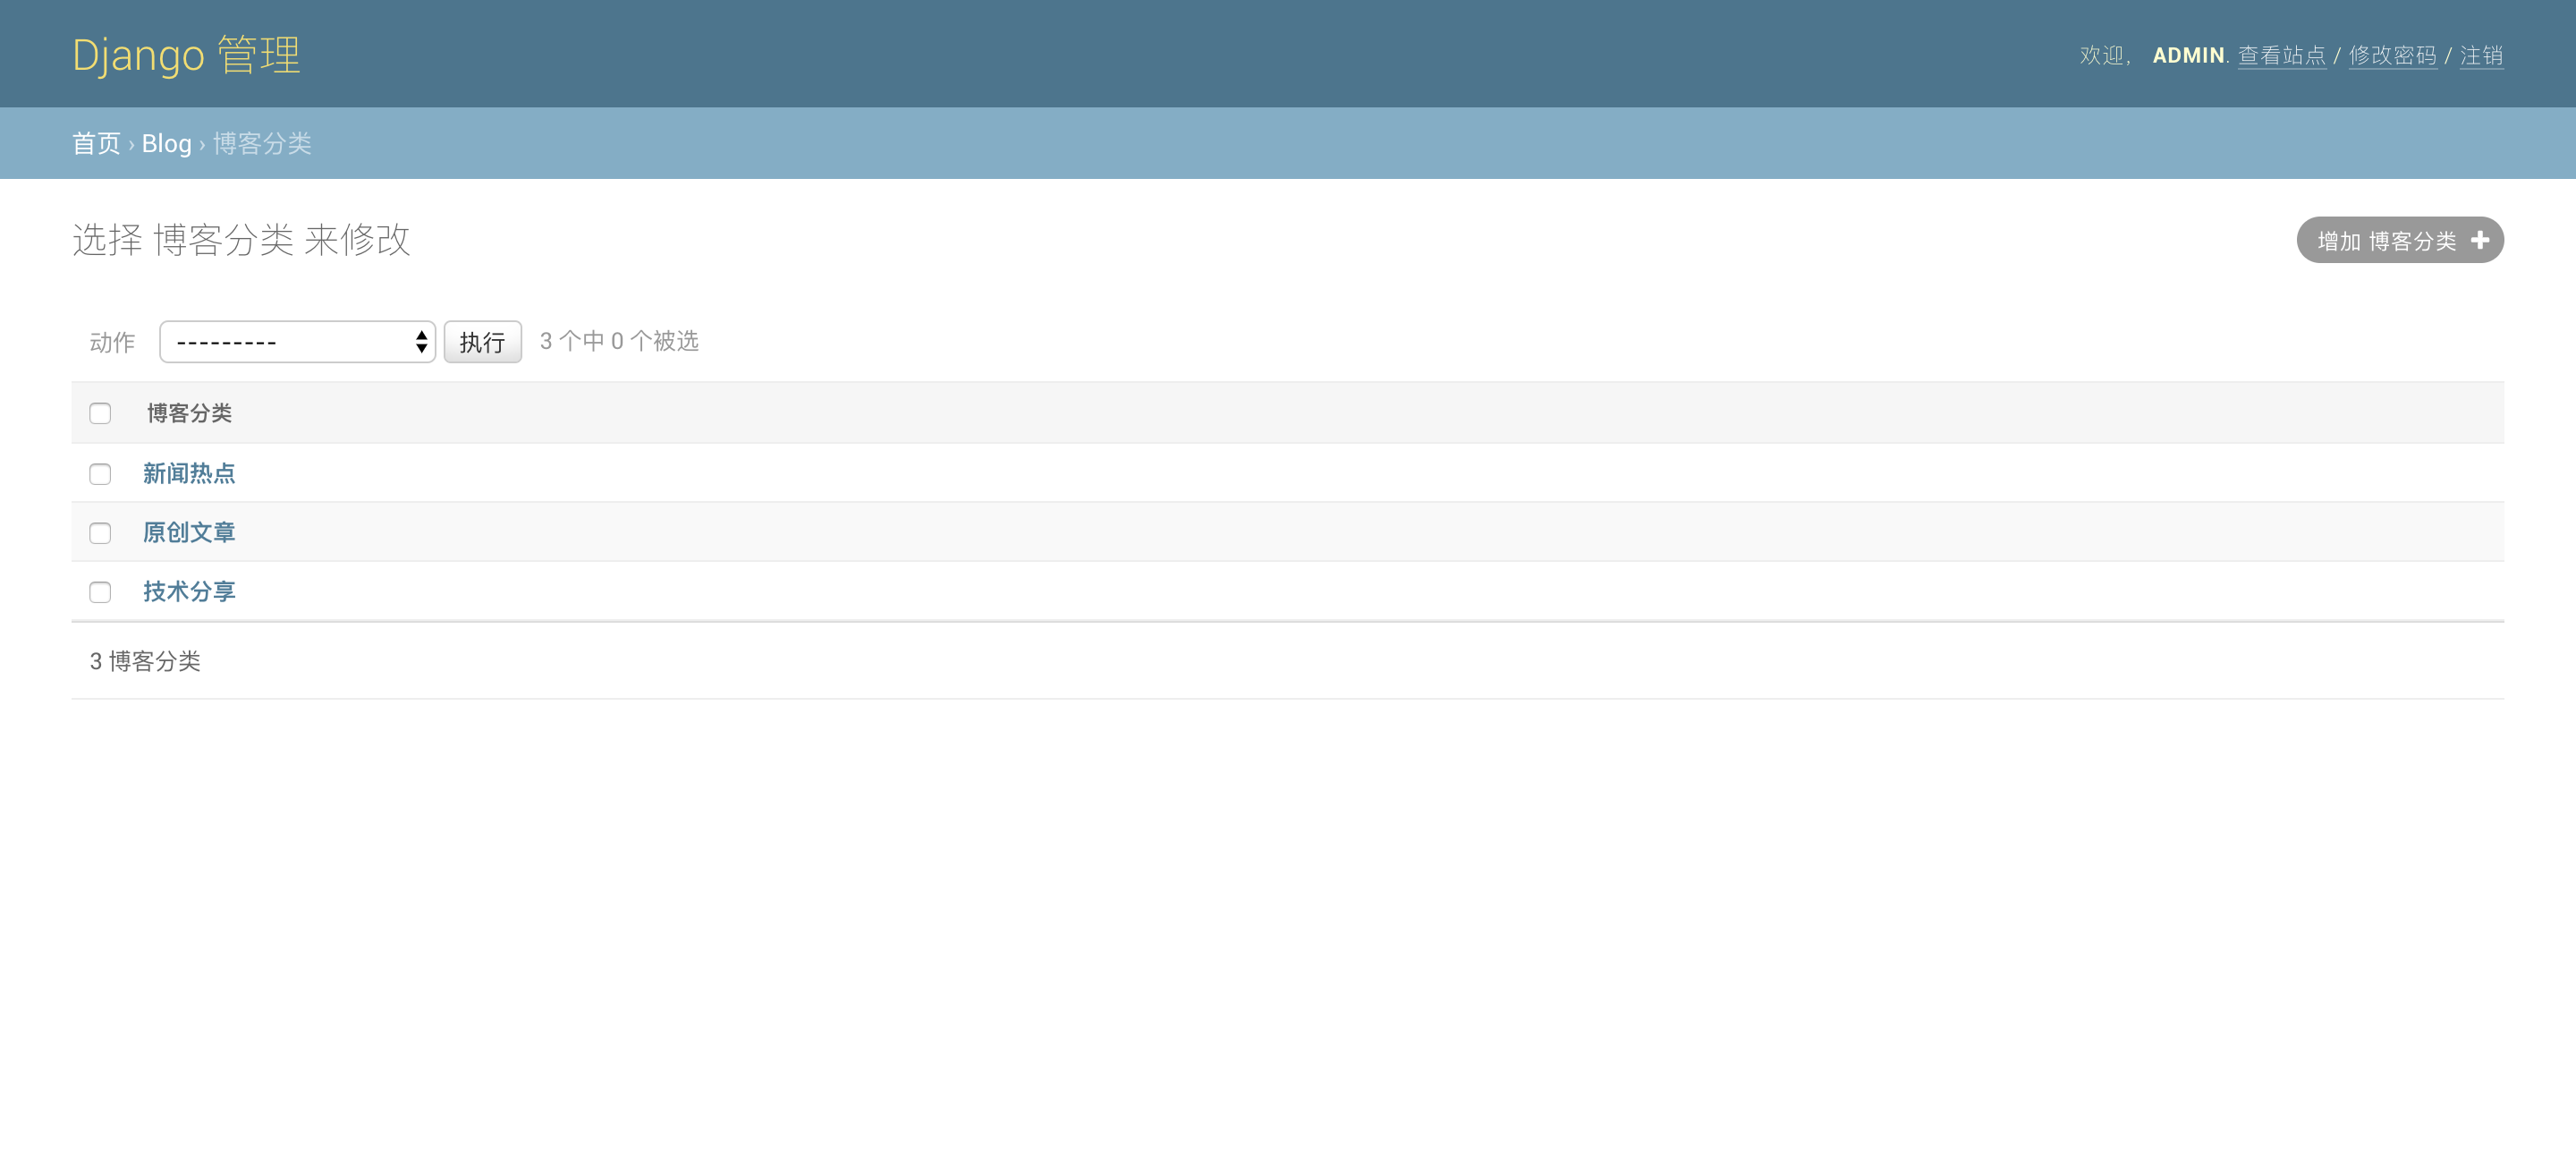 Django 管理
欢迎， ADMIN. 查看站点 / 修改密码 / 注销
首页 › Blog › 博客分类
选择 博客分类 来修改
增加 博客分类
动作 --------- 执行 3 个中 0 个被选
博客分类
新闻热点
原创文章
技术分享
3 博客分类